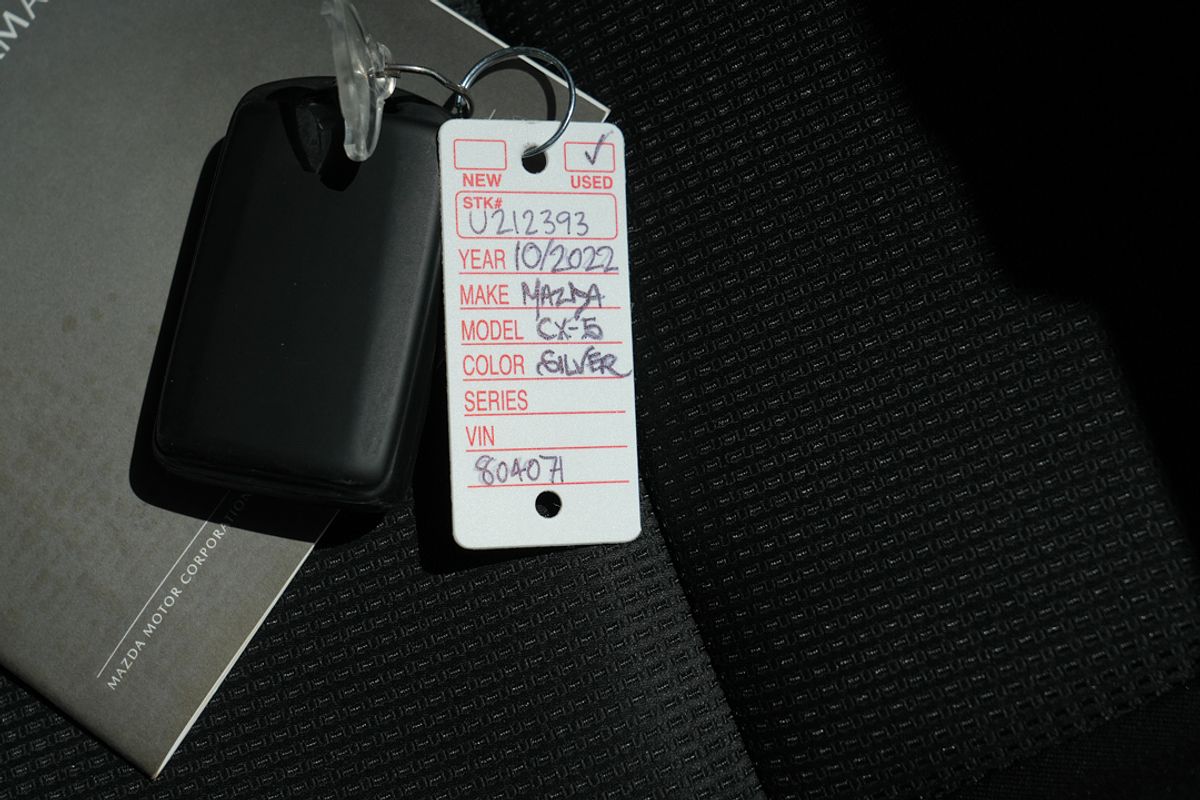 NEW USED
STK#
U212393
YEAR 10/2022
MAKE MAZDA
MODEL CX-5
COLOR SILVER
SERIES
VIN
804071
MAZDA MOTOR CORPORATION